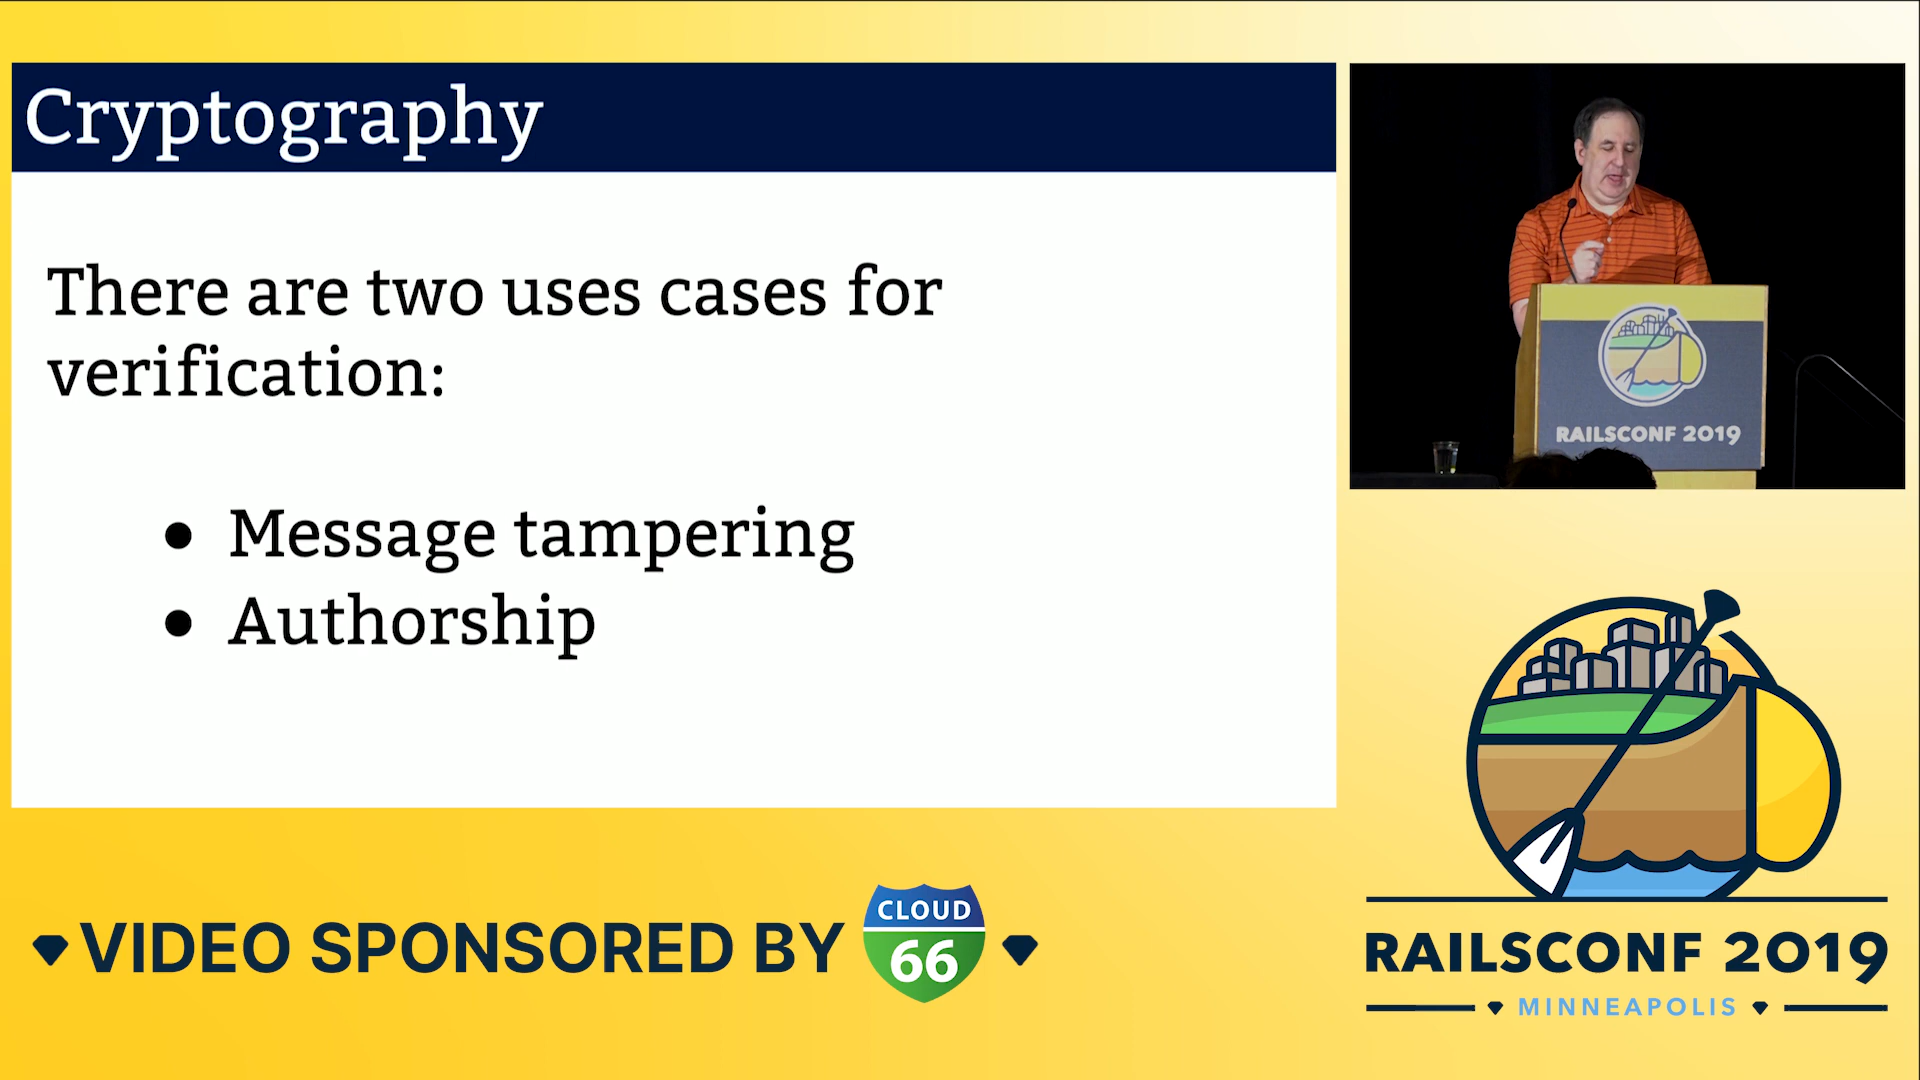 Cryptography
There are two uses cases for
verification:
● Message tampering
● Authorship
RAILSCONF 2019
VIDEO SPONSORED BY
CLOUD
66
RAILSCONF 2019
MINNEAPOLIS